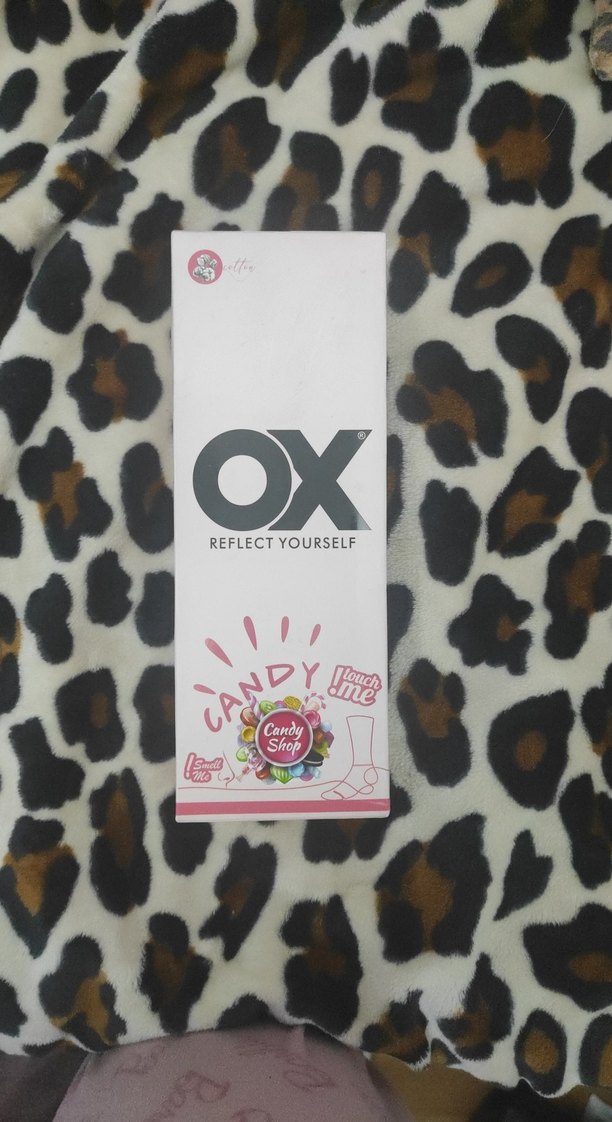 cotton
OX®
REFLECT YOURSELF
CANDY
! touch me
Candy
Shop
! Smell
Me